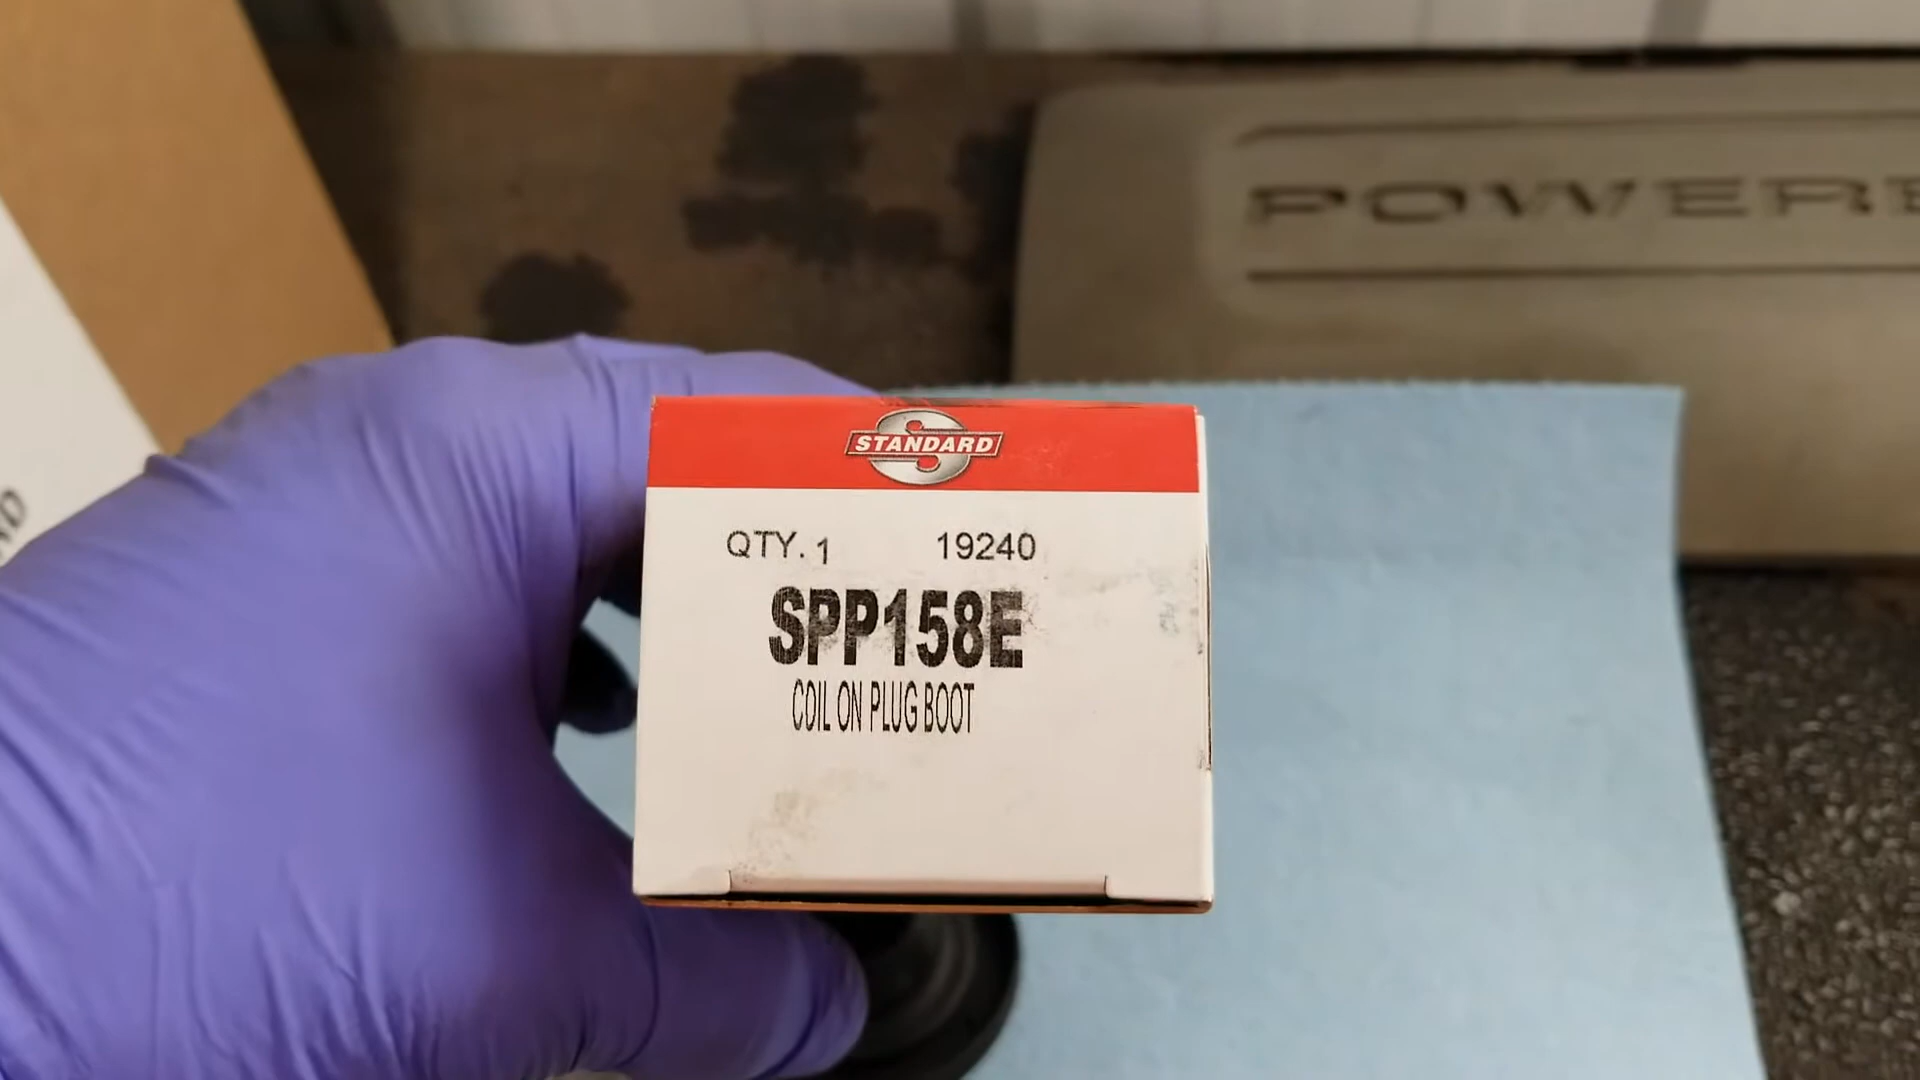 POWER
STANDARD
QTY. 1 19240
SPP158E
COIL ON PLUG BOOT